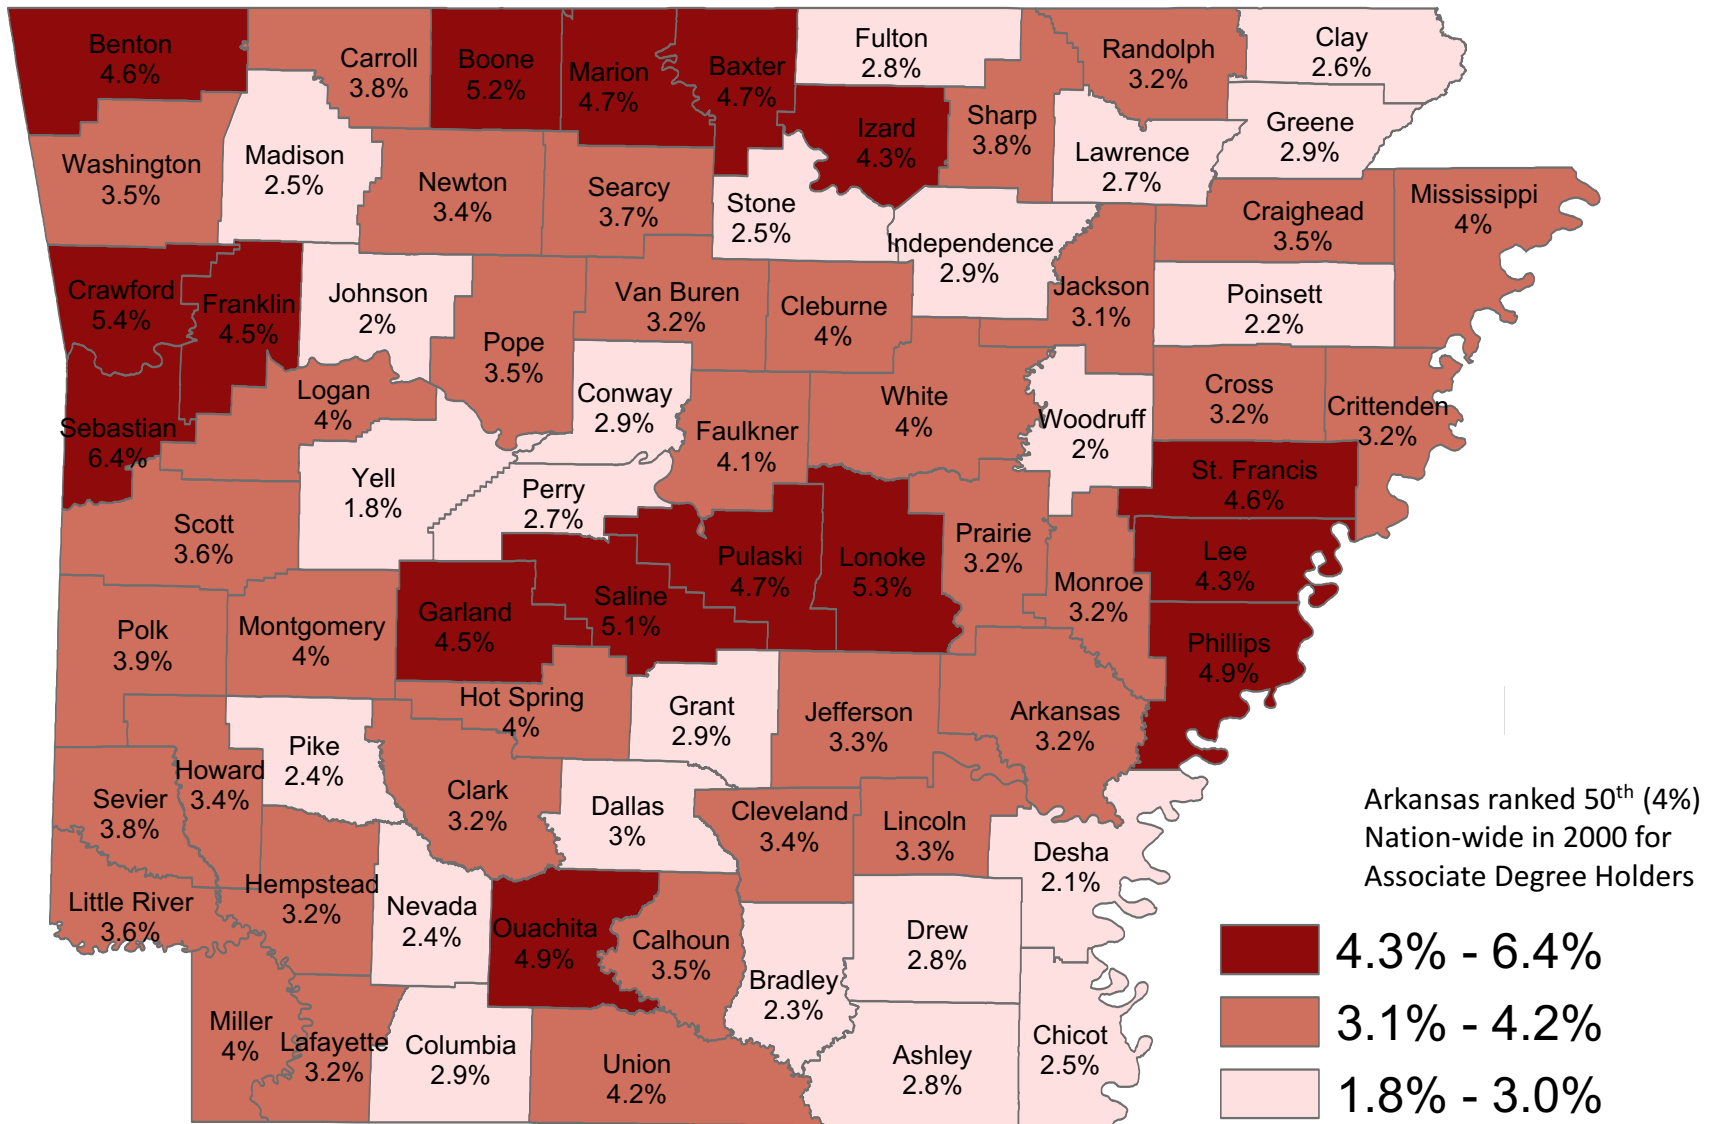 Benton
4.6%
Carroll
3.8%
Boone
5.2%
Marion
4.7%
Baxter
4.7%
Fulton
2.8%
Randolph
3.2%
Clay
2.6%
Izard
4.3%
Sharp
3.8%
Greene
2.9%
Washington
3.5%
Madison
2.5%
Newton
3.4%
Searcy
3.7%
Stone
2.5%
Lawrence
2.7%
Independence
2.9%
Craighead
3.5%
Mississippi
4%
Crawford
5.4%
Franklin
4.5%
Johnson
2%
Pope
3.5%
Van Buren
3.2%
Cleburne
4%
Jackson
3.1%
Poinsett
2.2%
Logan
4%
Conway
2.9%
White
4%
Woodruff
2%
Cross
3.2%
Crittenden
3.2%
Sebastian
6.4%
Faulkner
4.1%
Yell
1.8%
Perry
2.7%
St. Francis
4.6%
Scott
3.6%
Pulaski
4.7%
Lonoke
5.3%
Prairie
3.2%
Monroe
3.2%
Lee
4.3%
Polk
3.9%
Montgomery
4%
Garland
4.5%
Saline
5.1%
Phillips
4.9%
Hot Spring
4%
Grant
2.9%
Jefferson
3.3%
Arkansas
3.2%
Pike
2.4%
Howard
3.4%
Sevier
3.8%
Clark
3.2%
Dallas
3%
Cleveland
3.4%
Lincoln
3.3%
Desha
2.1%
Little River
3.6%
Hempstead
3.2%
Nevada
2.4%
Ouachita
4.9%
Calhoun
3.5%
Bradley
2.3%
Drew
2.8%
Miller
4%
Lafayette
3.2%
Columbia
2.9%
Union
4.2%
Ashley
2.8%
Chicot
2.5%
Arkansas ranked 50th (4%)
Nation-wide in 2000 for
Associate Degree Holders
4.3% - 6.4%
3.1% - 4.2%
1.8% - 3.0%